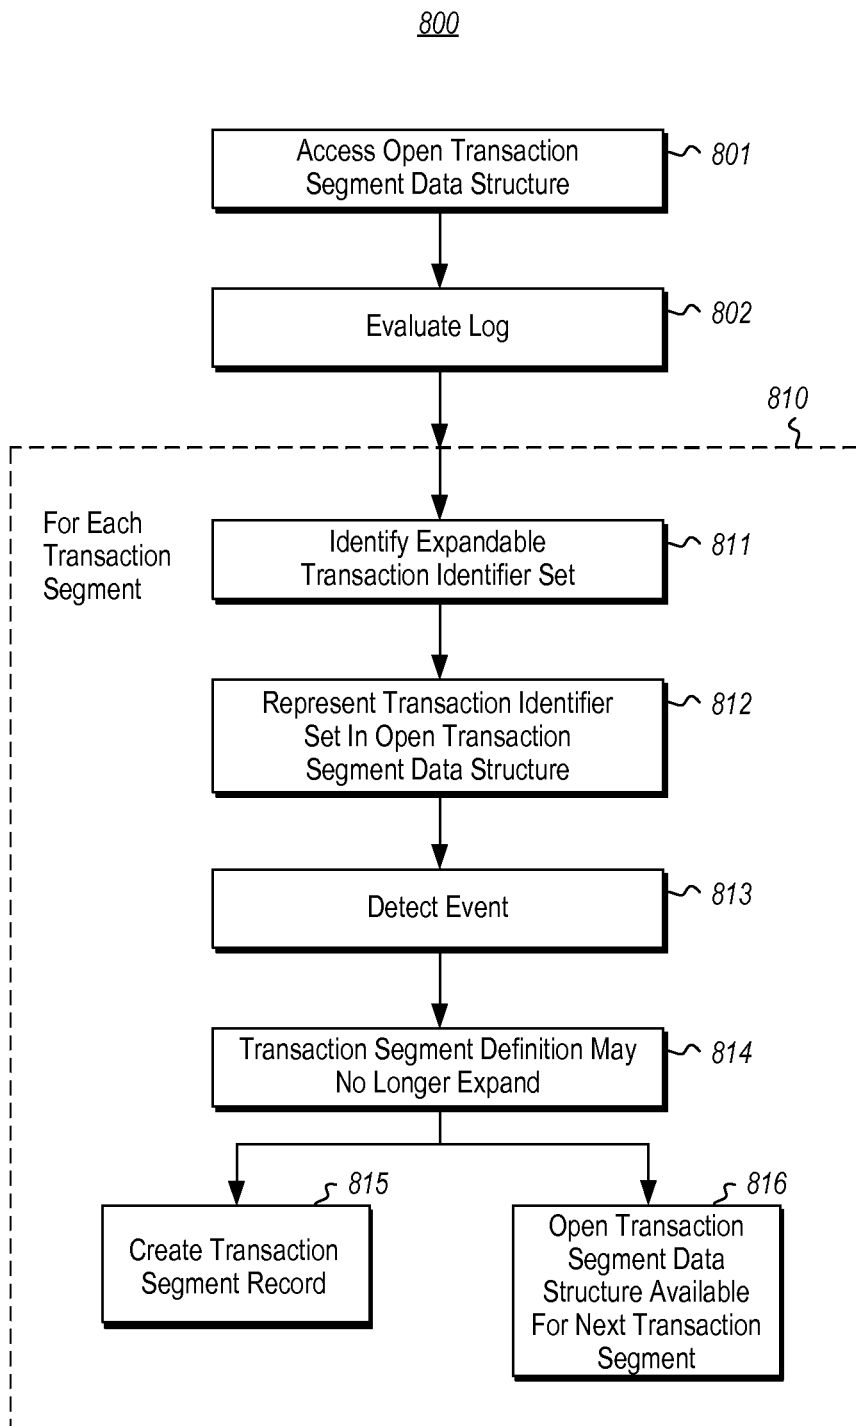 800
Access Open Transaction
Segment Data Structure
801
Evaluate Log
802
810
For Each
Transaction
Segment
Identify Expandable
Transaction Identifier Set
811
Represent Transaction Identifier
Set In Open Transaction
Segment Data Structure
812
Detect Event
813
Transaction Segment Definition May
No Longer Expand
814
815
Create Transaction
Segment Record
816
Open Transaction
Segment Data
Structure Available
For Next Transaction
Segment